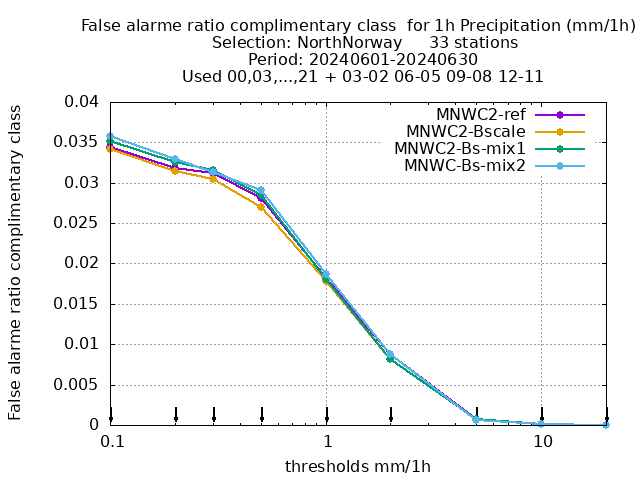 False alarme ratio complimentary class  for 1h Precipitation (mm/1h)
Selection: NorthNorway     33 stations
Period: 20240601-20240630
Used 00,03,...,21 + 03-02 06-05 09-08 12-11
False alarme ratio complimentary class
0.04
0.035
0.03
0.025
0.02
0.015
0.01
0.005
0
MNWC2-ref
MNWC2-Bscale
MNWC2-Bs-mix1
MNWC-Bs-mix2
0.1 1 10
thresholds mm/1h